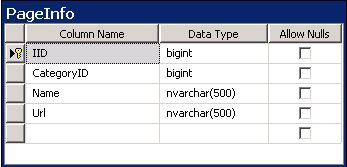 PageInfo
Column Name Data Type Allow Nulls
IID bigint
CategoryID bigint
Name nvarchar(500)
Url nvarchar(500)